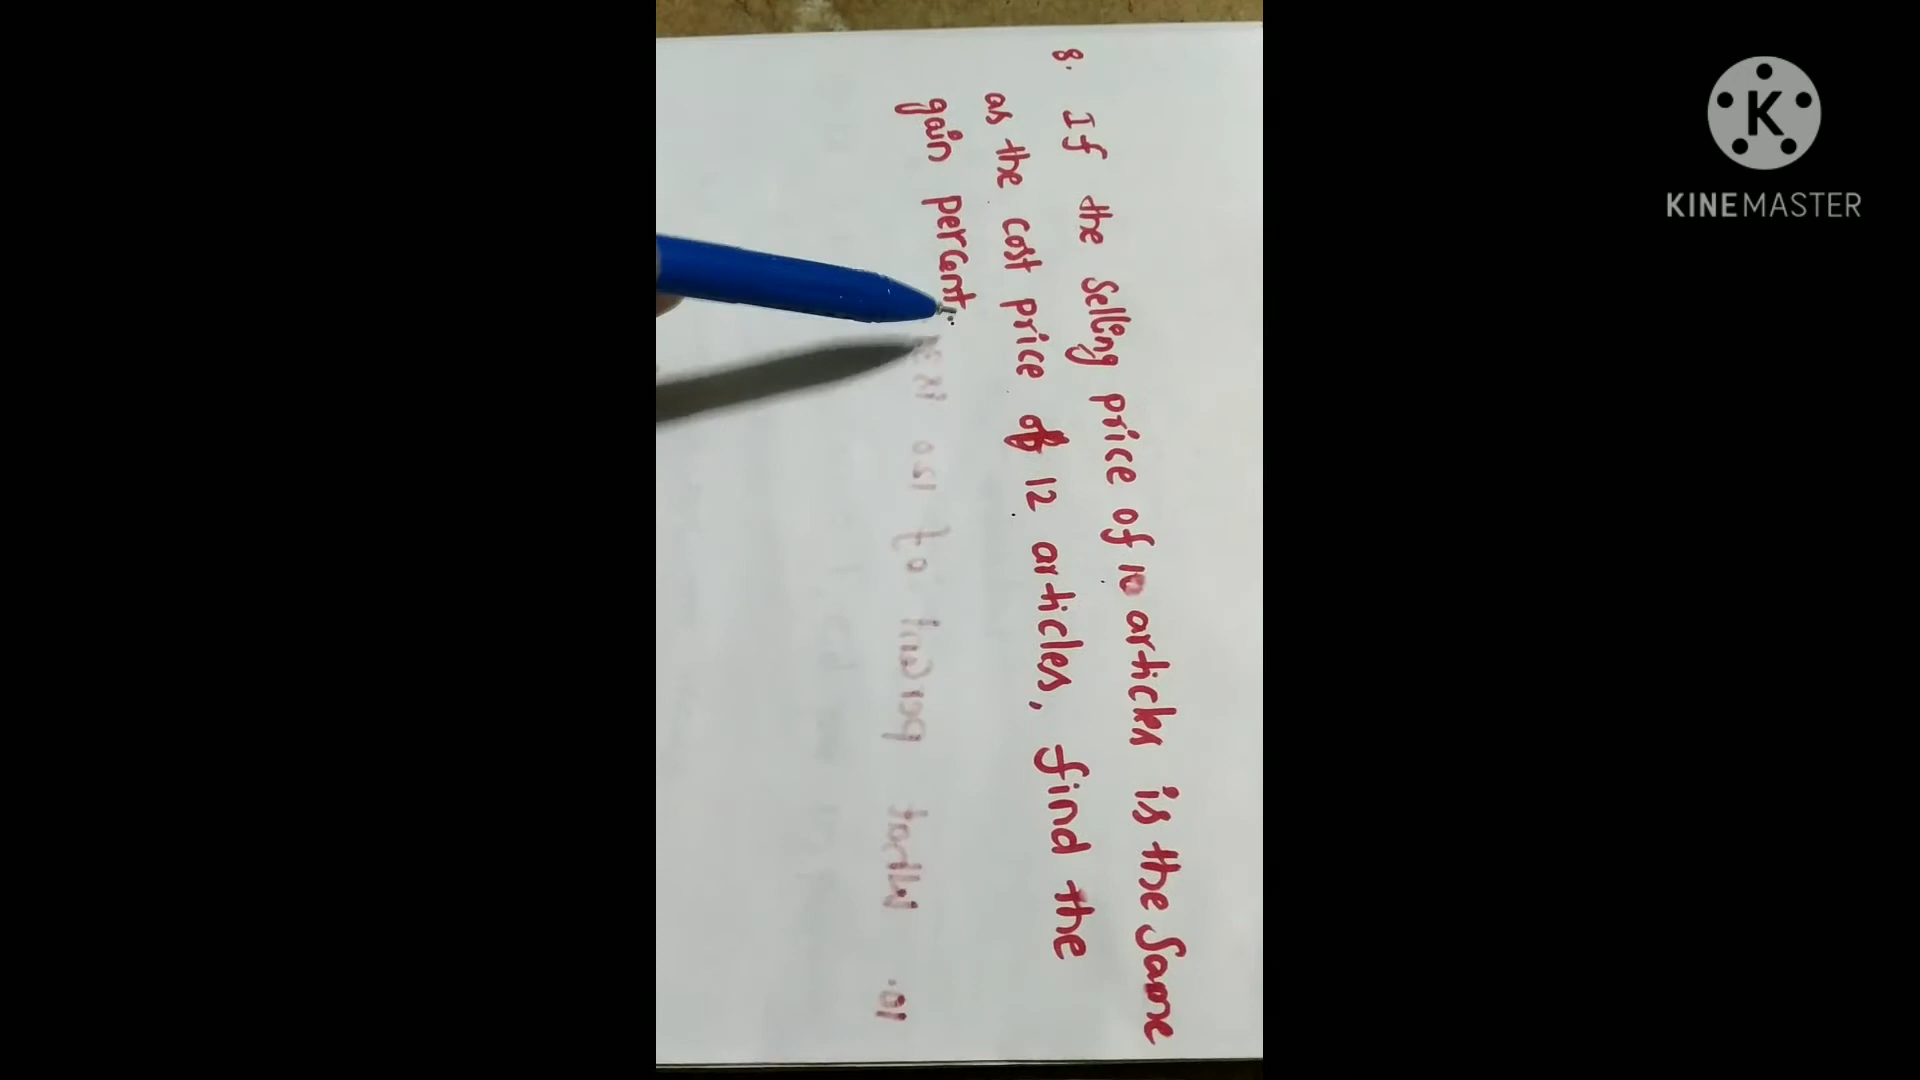 8. If the Selling price of 10 articles is the Same
as the cost price of 12 articles, find the
gain percent.
KINEMASTER